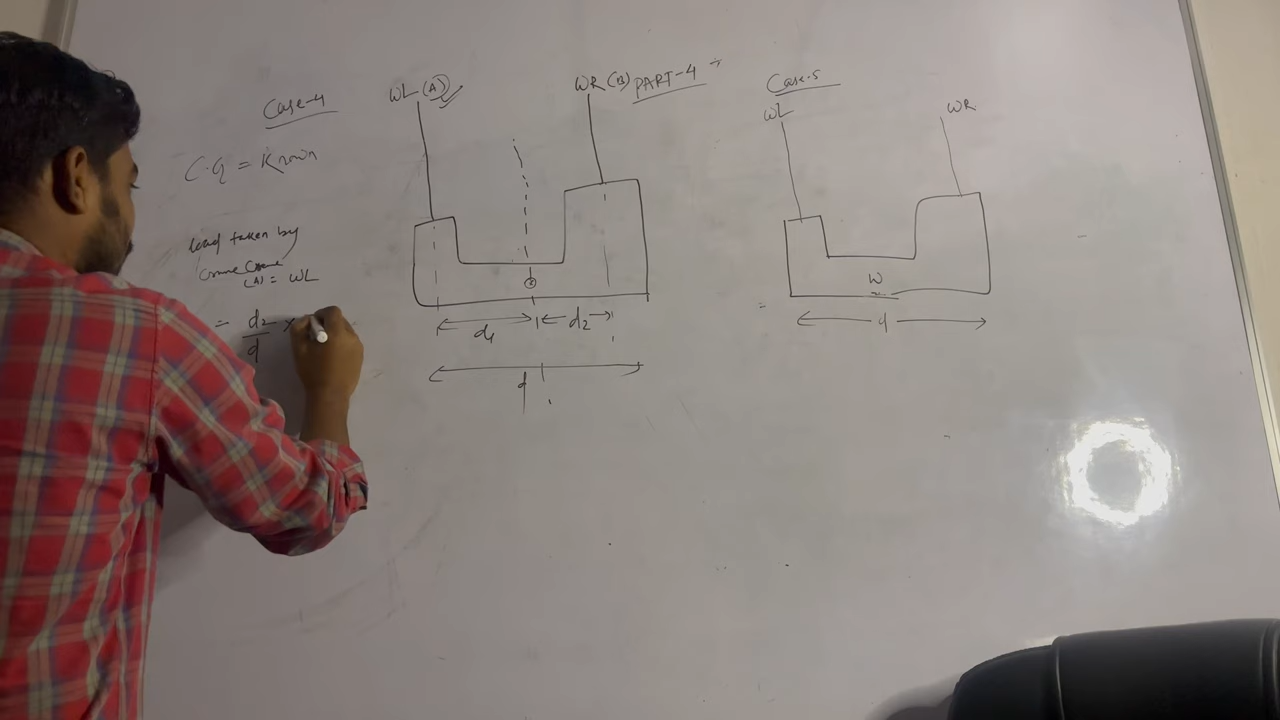 Case-4
C.G = Known
load taken by
Crane Crane
(A) = WL
= d2/d ×
WL (A)
WR (B) PART-4
d1
d2
d
Case-5
WL
WR
W
d